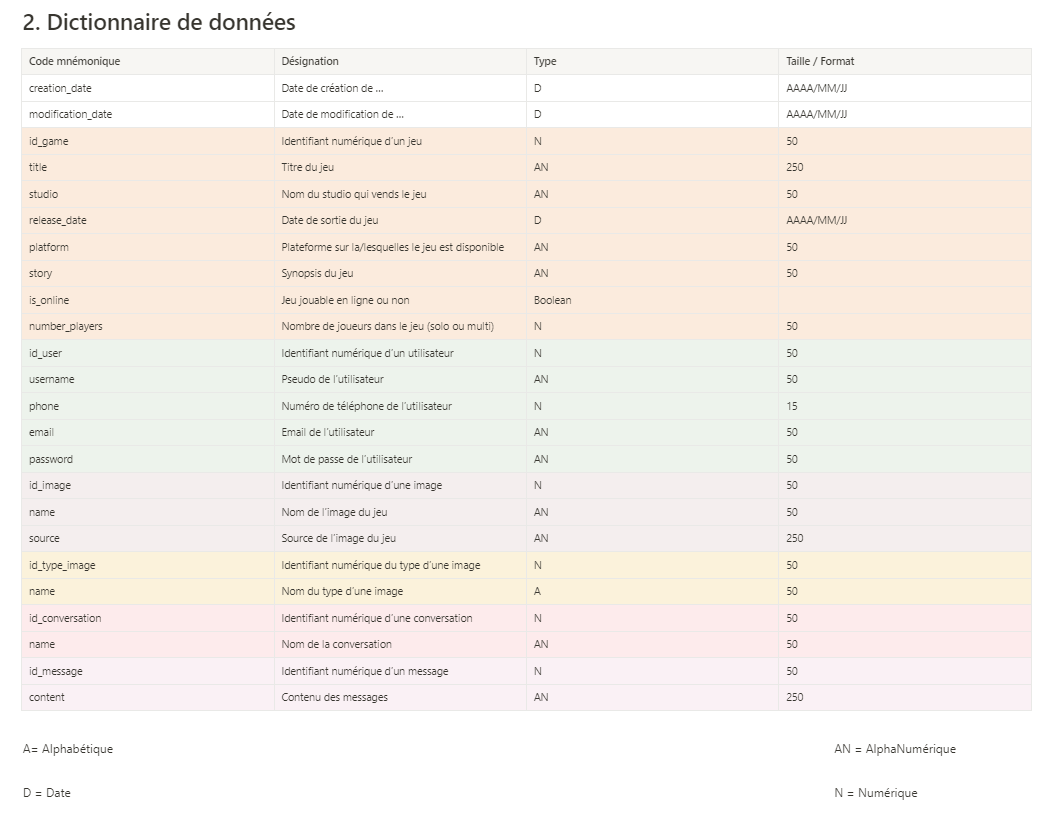 2. Dictionnaire de données
Code mnémonique Désignation Type Taille / Format
creation_date Date de création de ... D AAAA/MM/JJ
modification_date Date de modification de ... D AAAA/MM/JJ
id_game Identifiant numérique d'un jeu N 50
title Titre du jeu AN 250
studio Nom du studio qui vends le jeu AN 50
release_date Date de sortie du jeu D AAAA/MM/JJ
platform Plateforme sur la/lesquelles le jeu est disponible AN 50
story Synopsis du jeu AN 50
is_online Jeu jouable en ligne ou non Boolean
number_players Nombre de joueurs dans le jeu (solo ou multi) N 50
id_user Identifiant numérique d'un utilisateur N 50
username Pseudo de l'utilisateur AN 50
phone Numéro de téléphone de l'utilisateur N 15
email Email de l'utilisateur AN 50
password Mot de passe de l'utilisateur AN 50
id_image Identifiant numérique d'une image N 50
name Nom de l'image du jeu AN 50
source Source de l'image du jeu AN 250
id_type_image Identifiant numérique du type d'une image N 50
name Nom du type d'une image A 50
id_conversation Identifiant numérique d'une conversation N 50
name Nom de la conversation AN 50
id_message Identifiant numérique d'un message N 50
content Contenu des messages AN 250
A= Alphabétique AN = AlphaNumérique
D = Date N = Numérique